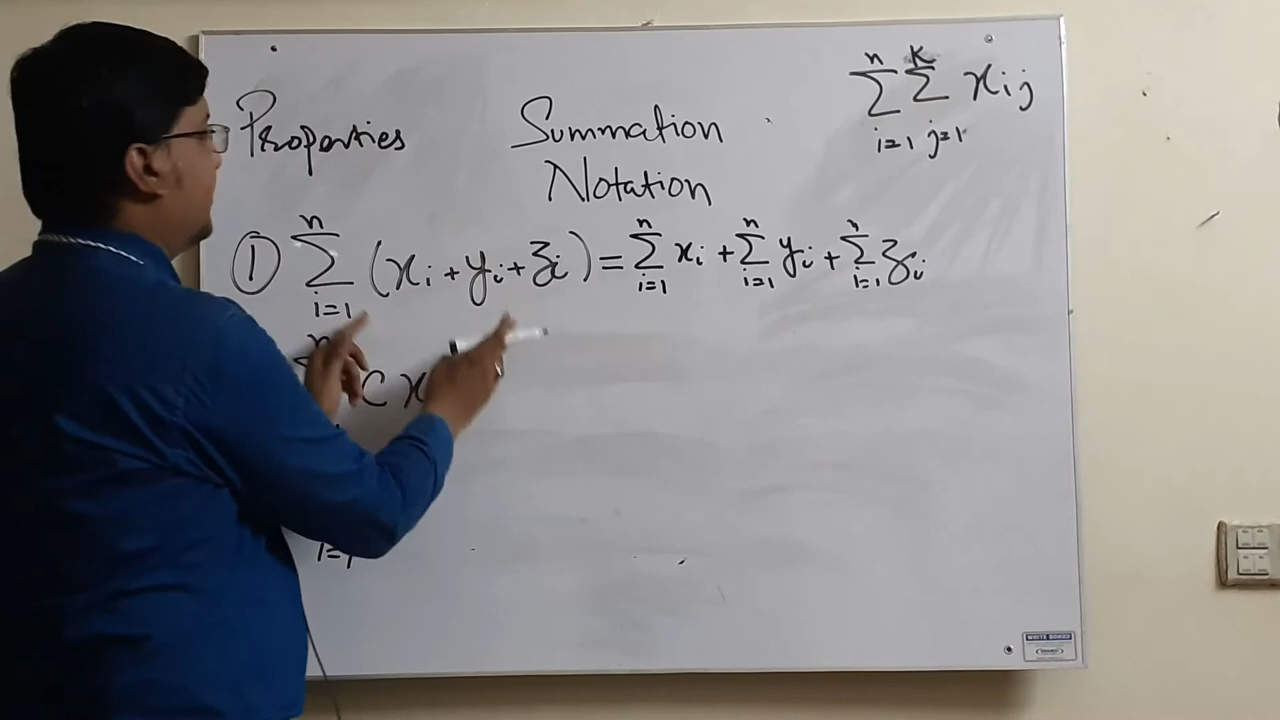 Properties
Summation
Notation
n K
∑ ∑ xij
i=1 j=1
① n∑i=1 (xi + yi + zi) = n∑i=1 xi + n∑i=1 yi + n∑i=1 zi
n
C x
i=1
WHITE BOARD